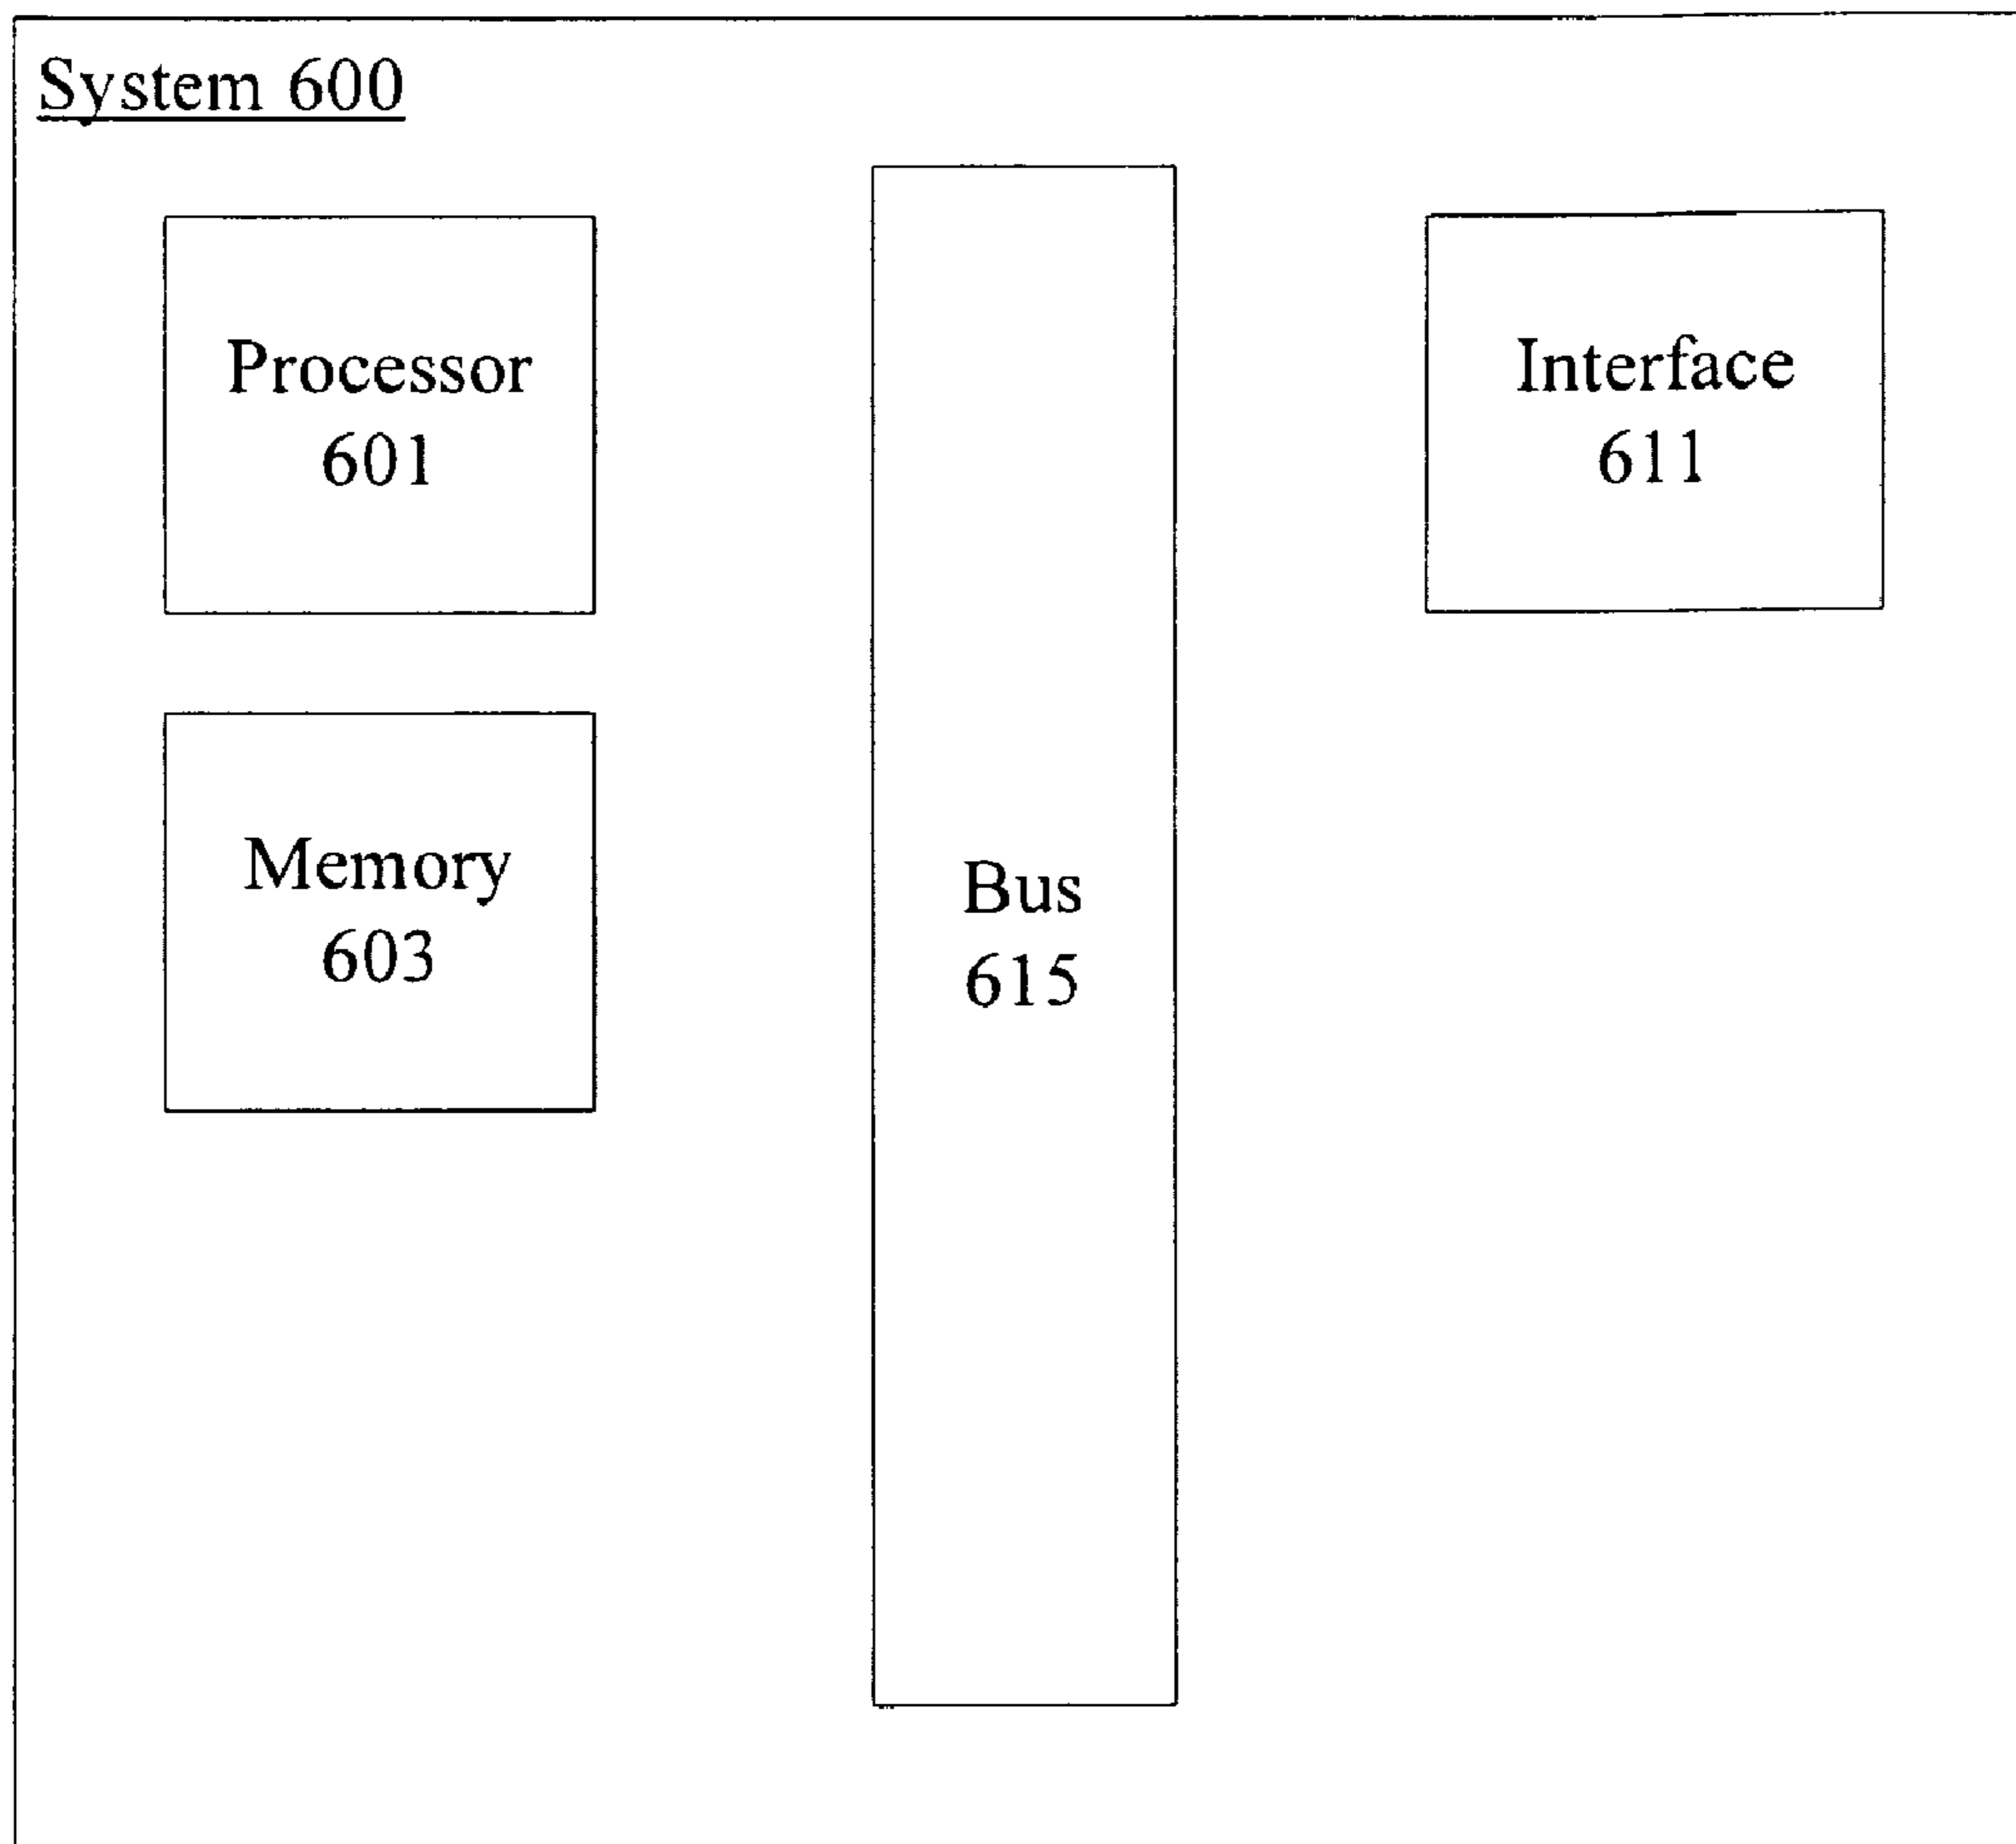 System 600
Processor
601
Interface
611
Memory
603
Bus
615